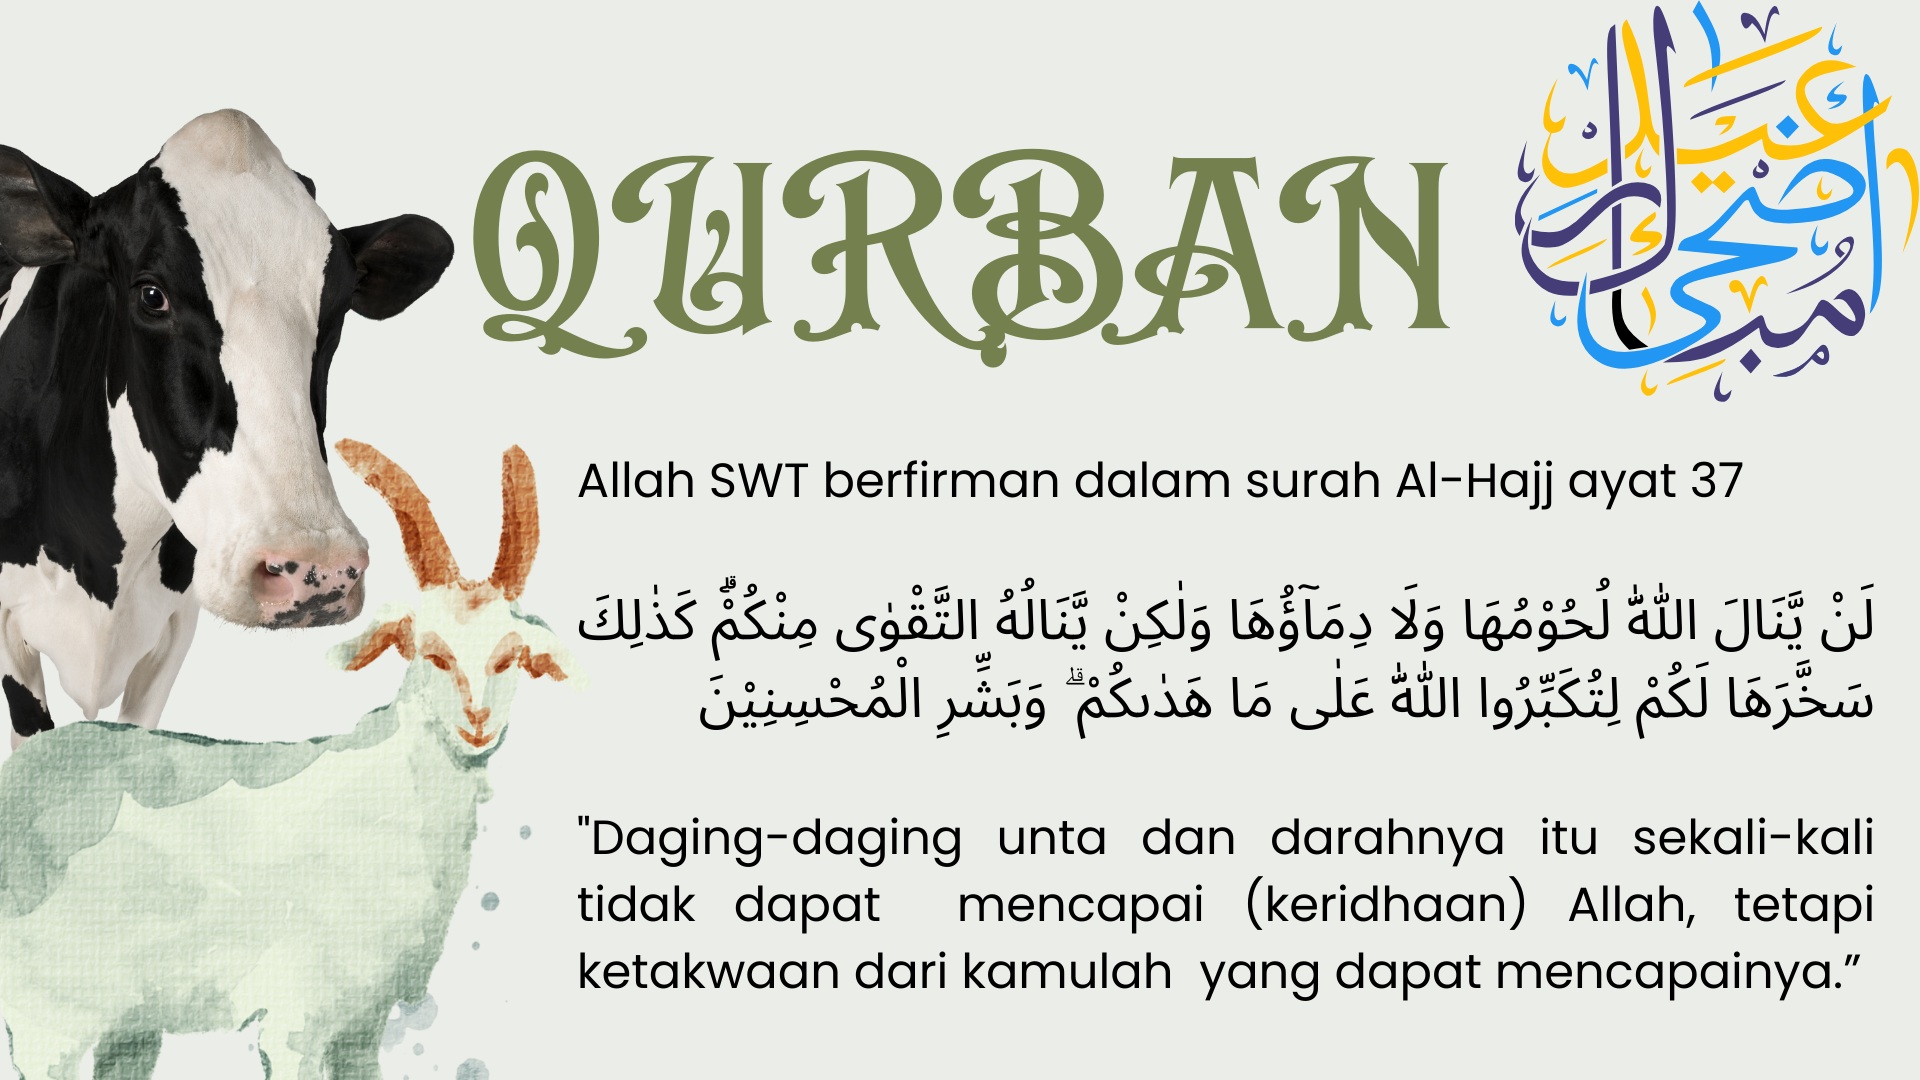 QURBAN
عيد أضحى مبارك
Allah SWT berfirman dalam surah Al-Hajj ayat 37
لَنْ يَّنَالَ اللّٰهَ لُحُوْمُهَا وَلَا دِمَاۤؤُهَا وَلٰكِنْ يَّنَالُهُ التَّقْوٰى مِنْكُمْۗ كَذٰلِكَ
سَخَّرَهَا لَكُمْ لِتُكَبِّرُوا اللّٰهَ عَلٰى مَا هَدٰىكُمْ ۗ وَبَشِّرِ الْمُحْسِنِيْنَ
"Daging-daging unta dan darahnya itu sekali-kali
tidak dapat mencapai (keridhaan) Allah, tetapi
ketakwaan dari kamulah yang dapat mencapainya.”